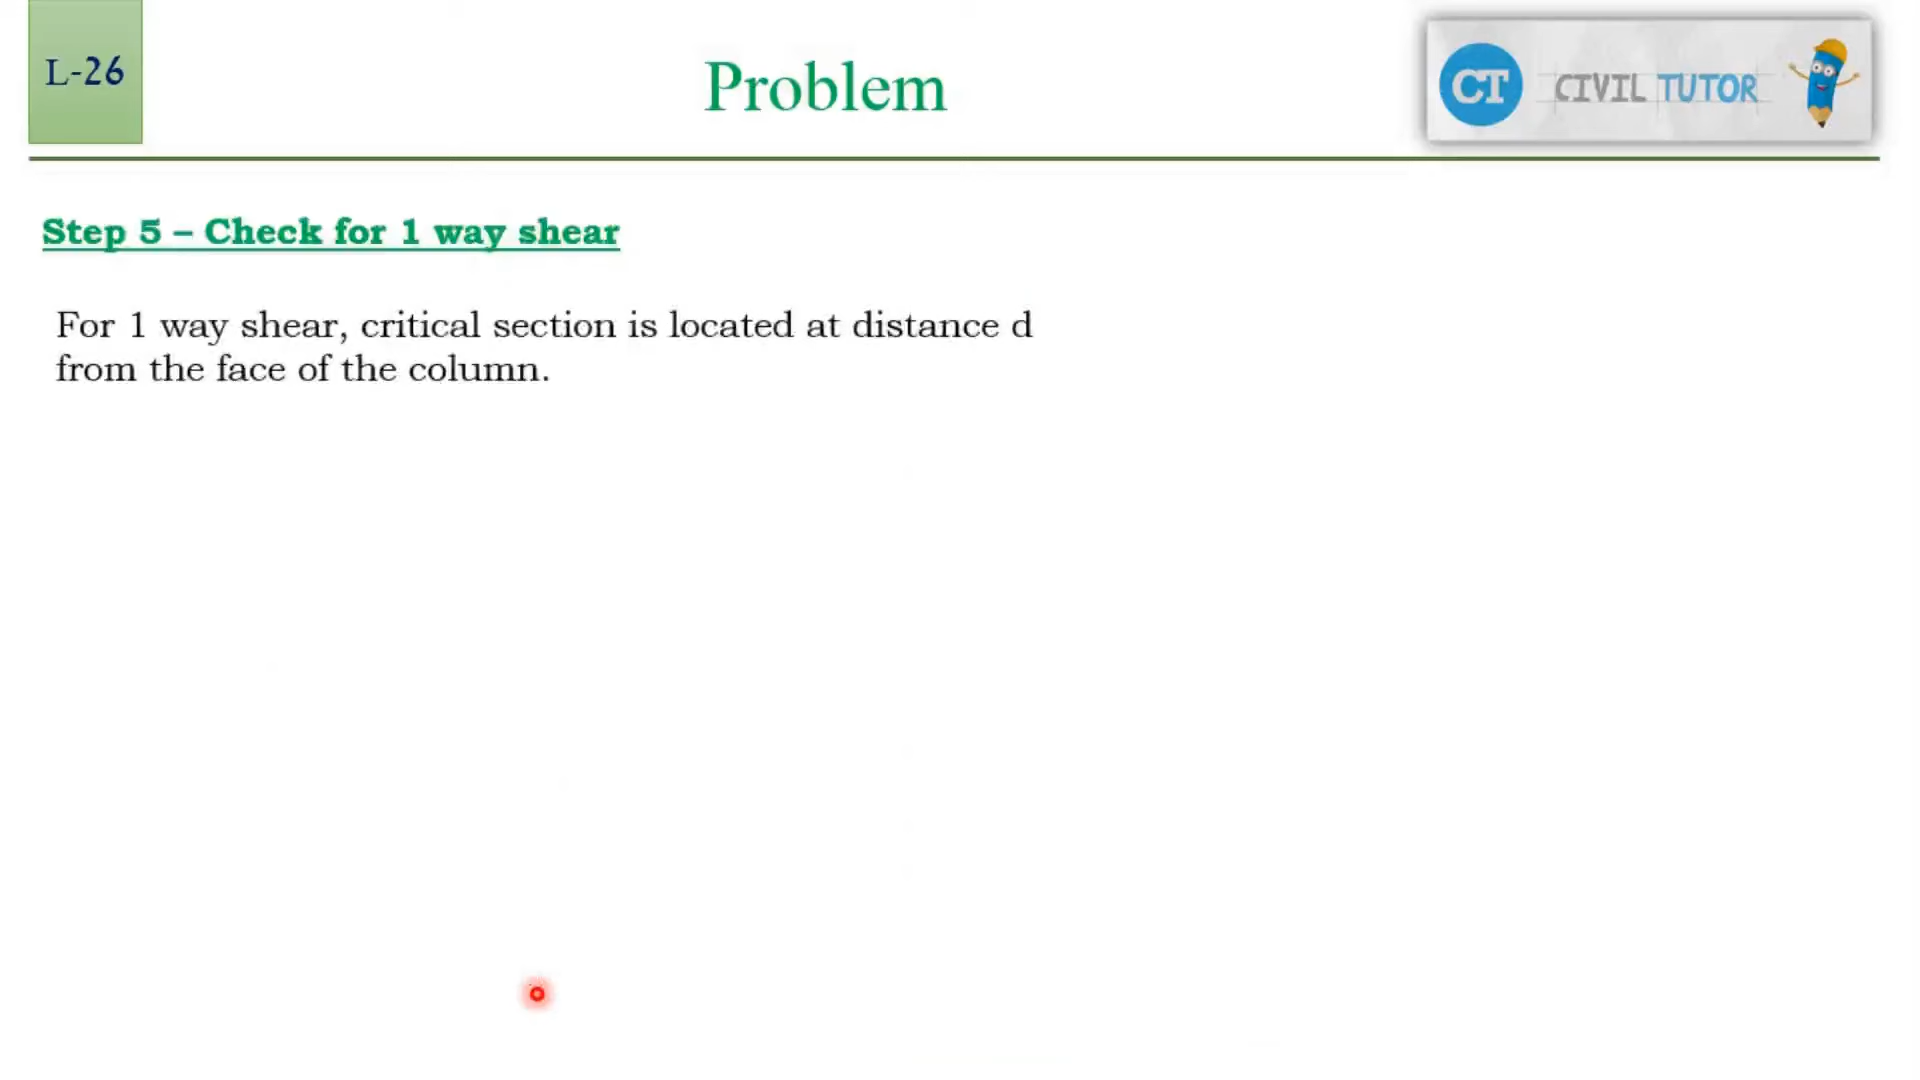 L-26
Problem
CT CIVIL TUTOR
Step 5 – Check for 1 way shear
For 1 way shear, critical section is located at distance d
from the face of the column.